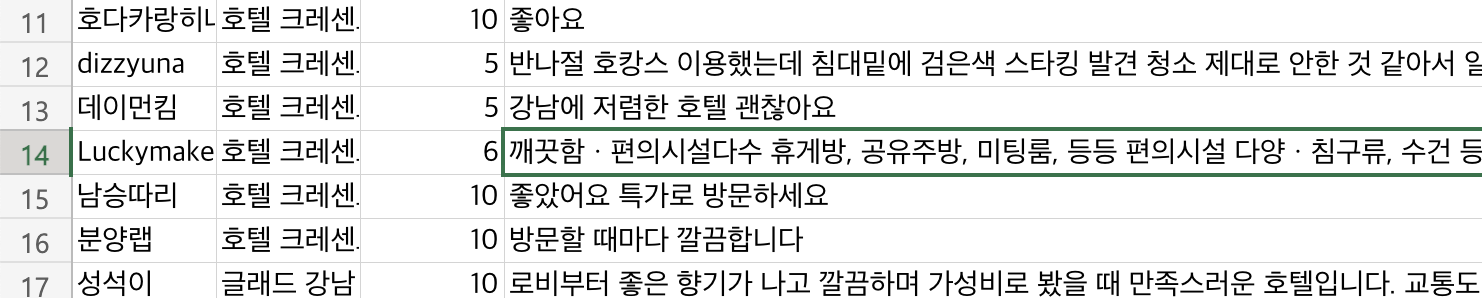 11 호다카랑히 호텔 크레센 10 좋아요
12 dizzyuna 호텔 크레센 5 반나절 호캉스 이용했는데 침대밑에 검은색 스타킹 발견 청소 제대로 안한 것 같아서
13 데이먼킴 호텔 크레센 5 강남에 저렴한 호텔 괜찮아요
14 Luckymake 호텔 크레센 6 깨끗함 · 편의시설다수 휴게방, 공유주방, 미팅룸, 등등 편의시설 다양 · 침구류, 수건 등
15 남승따리 호텔 크레센 10 좋았어요 특가로 방문하세요
16 분양랩 호텔 크레센 10 방문할 때마다 깔끔합니다
17 성석이 글래드 강남 10 로비부터 좋은 향기가 나고 깔끔하며 가성비로 봤을 때 만족스러운 호텔입니다. 교통도